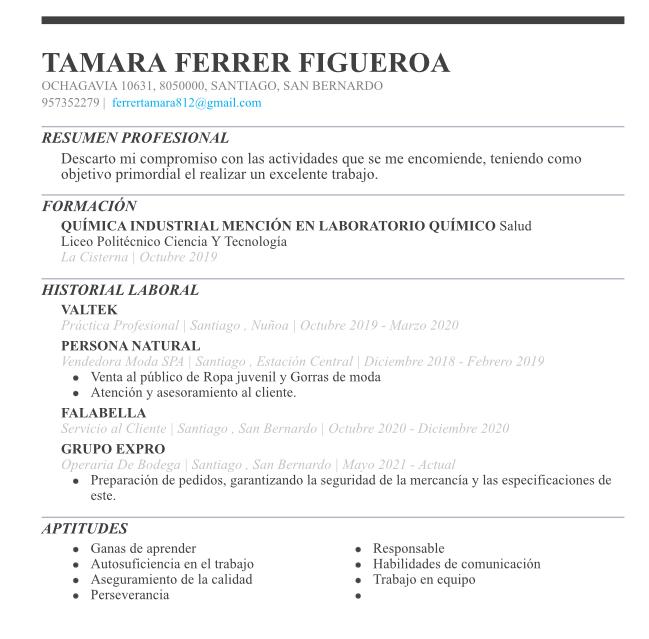 TAMARA FERRER FIGUEROA
OCHAGAVIA 10631, 8050000, SANTIAGO, SAN BERNARDO
957352279 | ferrertamara812@gmail.com
RESUMEN PROFESIONAL
Descarto mi compromiso con las actividades que se me encomiende, teniendo como
objetivo primordial el realizar un excelente trabajo.
FORMACIÓN
QUÍMICA INDUSTRIAL MENCIÓN EN LABORATORIO QUÍMICO Salud
Liceo Politécnico Ciencia Y Tecnología
La Cisterna | Octubre 2019
HISTORIAL LABORAL
VALTEK
Práctica Profesional | Santiago , Nuñoa | Octubre 2019 - Marzo 2020
PERSONA NATURAL
Vendedora Moda SPA | Santiago , Estación Central | Diciembre 2018 - Febrero 2019
● Venta al público de Ropa juvenil y Gorras de moda
● Atención y asesoramiento al cliente.
FALABELLA
Servicio al Cliente | Santiago , San Bernardo | Octubre 2020 - Diciembre 2020
GRUPO EXPRO
Operaria De Bodega | Santiago , San Bernardo | Mayo 2021 - Actual
● Preparación de pedidos, garantizando la seguridad de la mercancía y las especificaciones de
este.
APTITUDES
● Ganas de aprender
● Autosuficiencia en el trabajo
● Aseguramiento de la calidad
● Perseverancia
● Responsable
● Habilidades de comunicación
● Trabajo en equipo
●